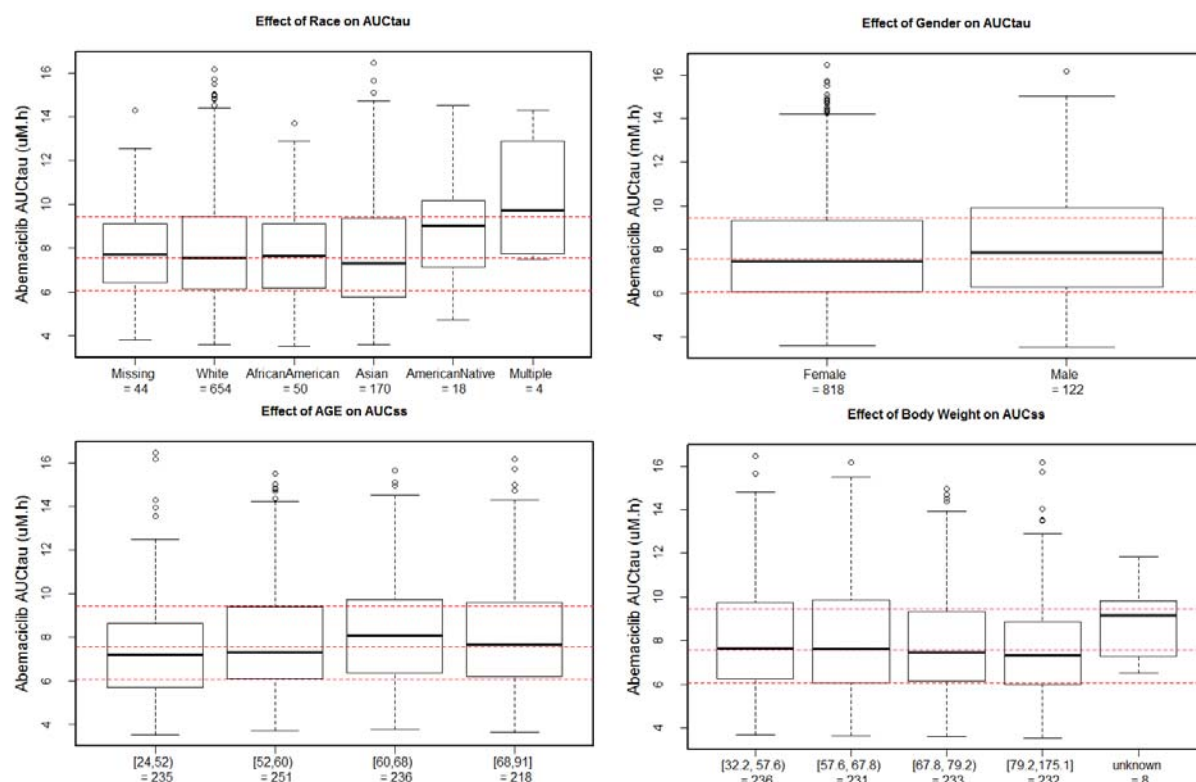 Effect of Race on AUCtau
Abemaciclib AUCtau (uM.h)
16
14
12
10
8
6
4
Missing White AfricanAmerican Asian AmericanNative Multiple
= 44 = 654 = 50 = 170 = 18 = 4
Effect of Gender on AUCtau
Abemaciclib AUCtau (mM.h)
16
14
12
10
8
6
4
Female Male
= 818 = 122
Effect of AGE on AUCss
Abemaciclib AUCtau (uM.h)
16
14
12
10
8
6
4
[24,52) [52,60) [60,68) [68,91]
= 235 = 251 = 236 = 218
Effect of Body Weight on AUCss
Abemaciclib AUCtau (uM.h)
16
14
12
10
8
6
4
[32.2, 57.6) [57.6, 67.8) [67.8, 79.2) [79.2,175.1] unknown
= 236 = 231 = 233 = 232 = 8